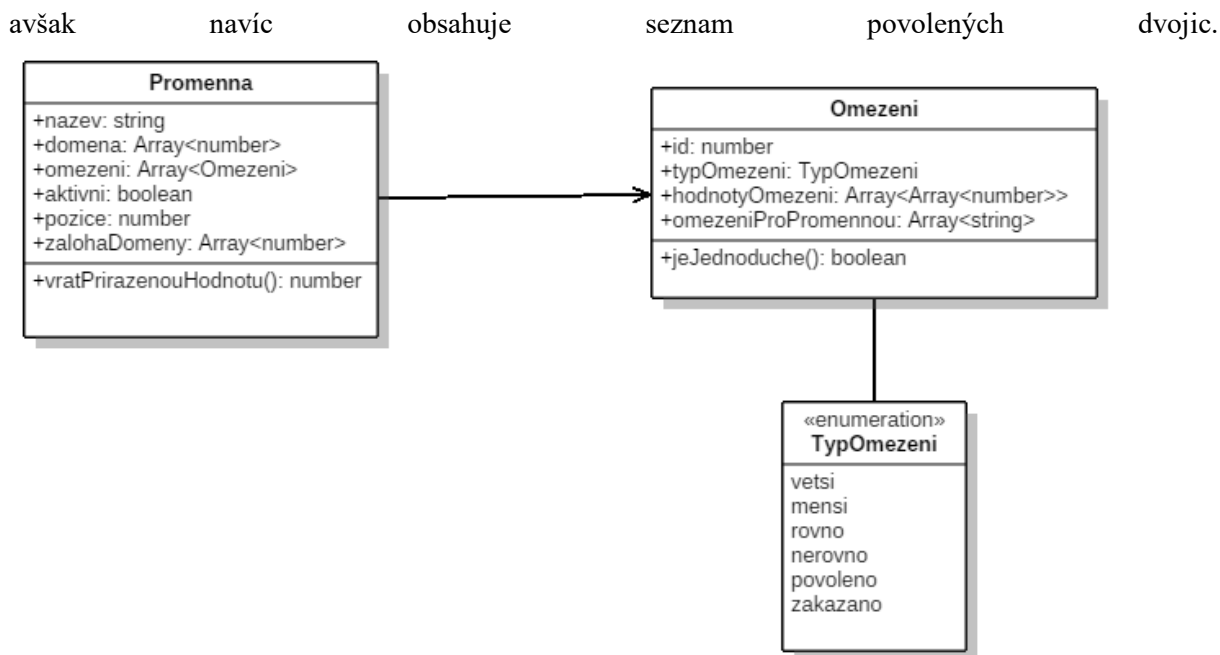 avšak navíc obsahuje seznam povolených dvojic.
Promenna
+nazev: string
+domena: Array<number>
+omezeni: Array<Omezeni>
+aktivni: boolean
+pozice: number
+zalohaDomeny: Array<number>
+vratPrirazenouHodnotu(): number
Omezeni
+id: number
+typOmezeni: TypOmezeni
+hodnotyOmezeni: Array<Array<number>>
+omezeniProPromennou: Array<string>
+jeJednoduche(): boolean
«enumeration»
TypOmezeni
vetsi
mensi
rovno
nerovno
povoleno
zakazano